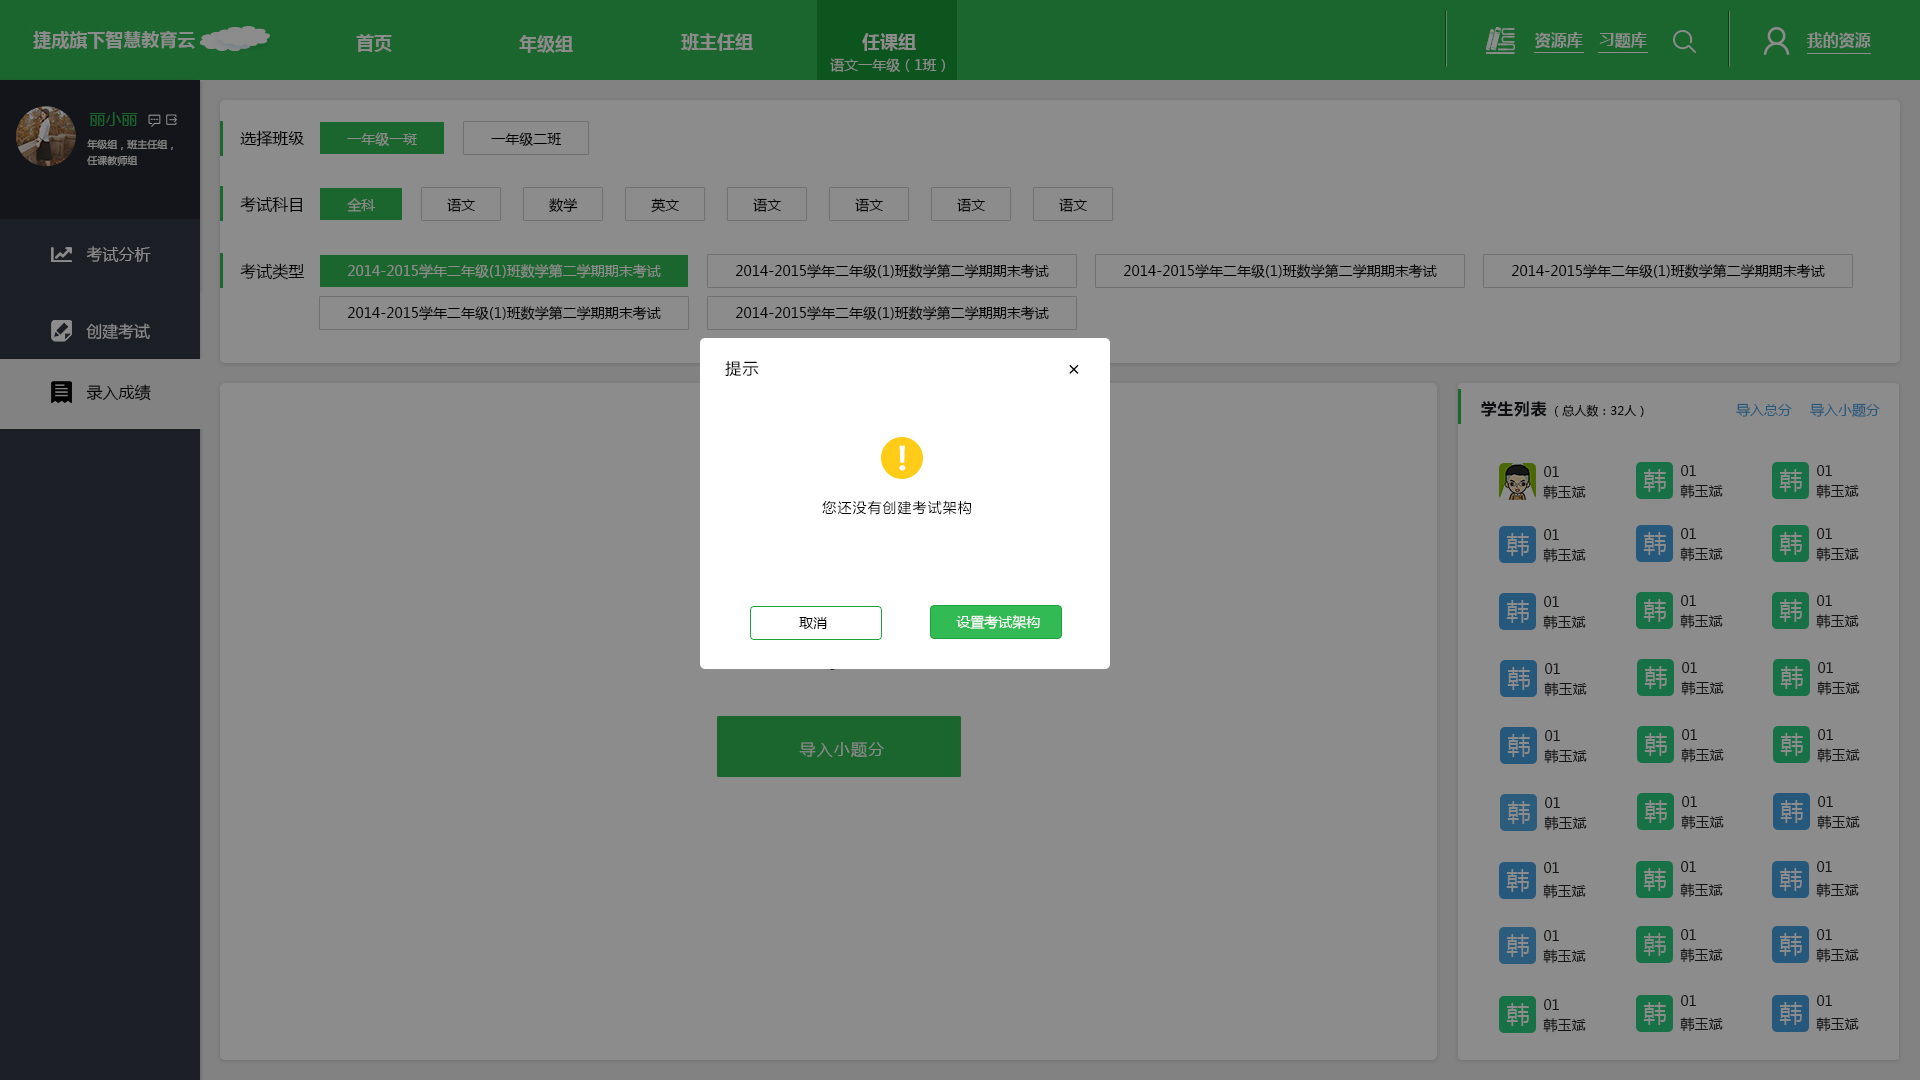 捷成旗下智慧教育云
首页
年级组
班主任组
任课组
语文一年级（1班）
资源库
习题库
我的资源
丽小丽
年级组，班主任组，
任课教师组
考试分析
创建考试
录入成绩
选择班级
一年级一班
一年级二班
考试科目
全科
语文
数学
英文
语文
语文
语文
语文
考试类型
2014-2015学年二年级(1)班数学第二学期期末考试
2014-2015学年二年级(1)班数学第二学期期末考试
2014-2015学年二年级(1)班数学第二学期期末考试
2014-2015学年二年级(1)班数学第二学期期末考试
2014-2015学年二年级(1)班数学第二学期期末考试
2014-2015学年二年级(1)班数学第二学期期末考试
提示
×
您还没有创建考试架构
取消
设置考试架构
导入小题分
学生列表（总人数：32人）
导入总分
导入小题分
01
韩玉斌
韩
01
韩玉斌
韩
01
韩玉斌
韩
01
韩玉斌
韩
01
韩玉斌
韩
01
韩玉斌
韩
01
韩玉斌
韩
01
韩玉斌
韩
01
韩玉斌
韩
01
韩玉斌
韩
01
韩玉斌
韩
01
韩玉斌
韩
01
韩玉斌
韩
01
韩玉斌
韩
01
韩玉斌
韩
01
韩玉斌
韩
01
韩玉斌
韩
01
韩玉斌
韩
01
韩玉斌
韩
01
韩玉斌
韩
01
韩玉斌
韩
01
韩玉斌
韩
01
韩玉斌
韩
01
韩玉斌
韩
01
韩玉斌
韩
01
韩玉斌
韩
01
韩玉斌